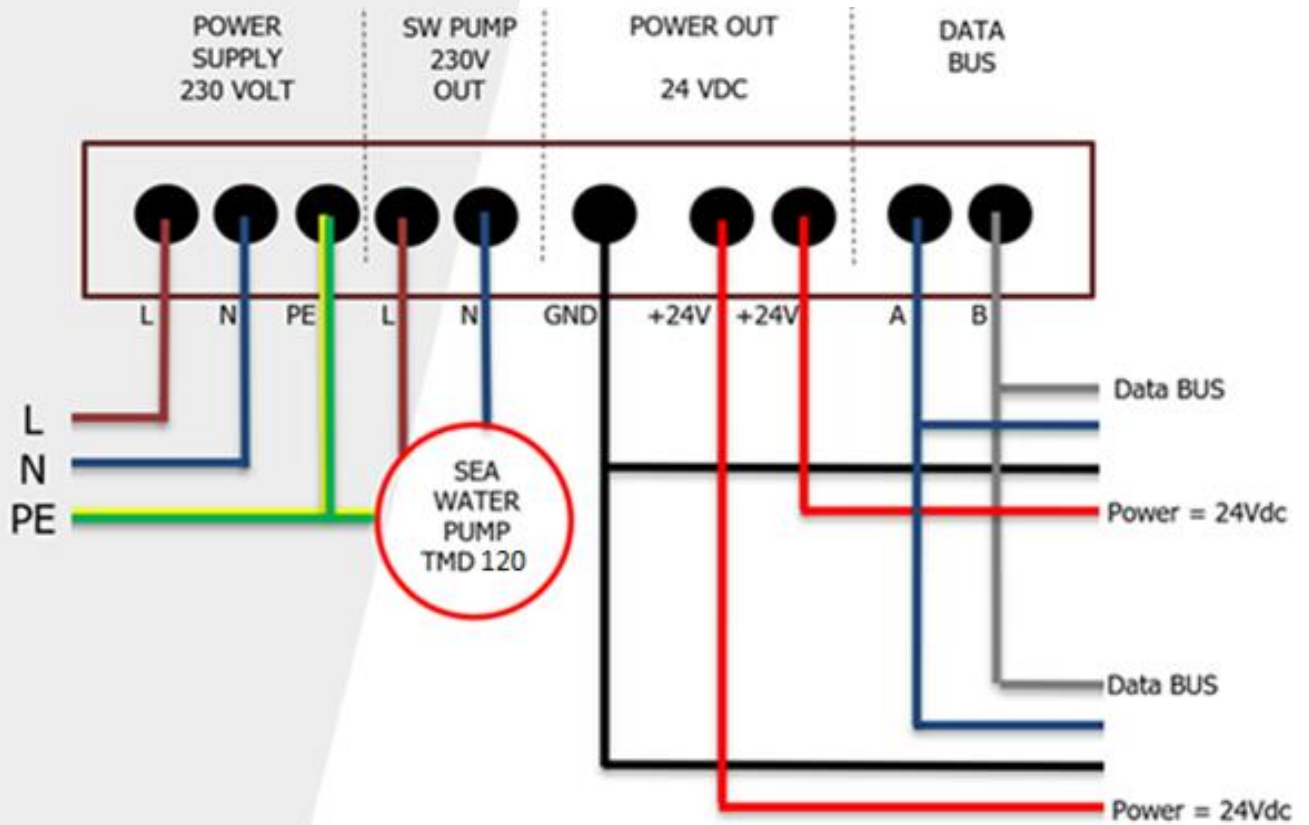 POWER
SUPPLY
230 VOLT
SW PUMP
230V
OUT
POWER OUT
24 VDC
DATA
BUS
L
N
PE
L
N
GND
+24V
+24V
A
B
L
N
PE
SEA
WATER
PUMP
TMD 120
Data BUS
Power = 24Vdc
Data BUS
Power = 24Vdc